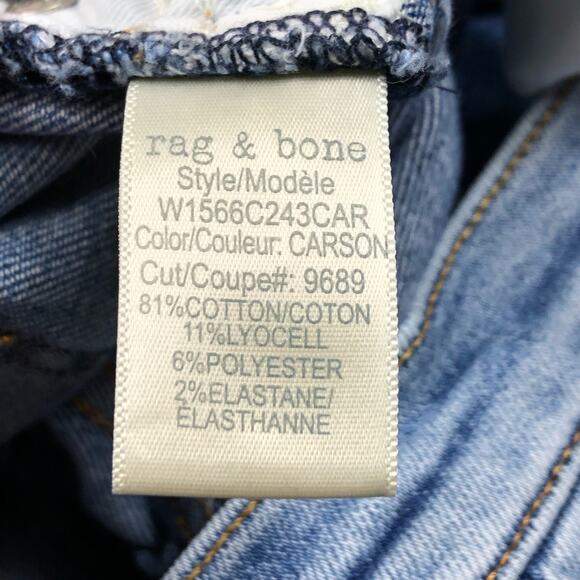 rag & bone
Style/Modèle
W1566C243CAR
Color/Couleur: CARSON
Cut/Coupe#: 9689
81%COTTON/COTON
11%LYOCELL
6%POLYESTER
2%ELASTANE/
ÉLASTHANNE